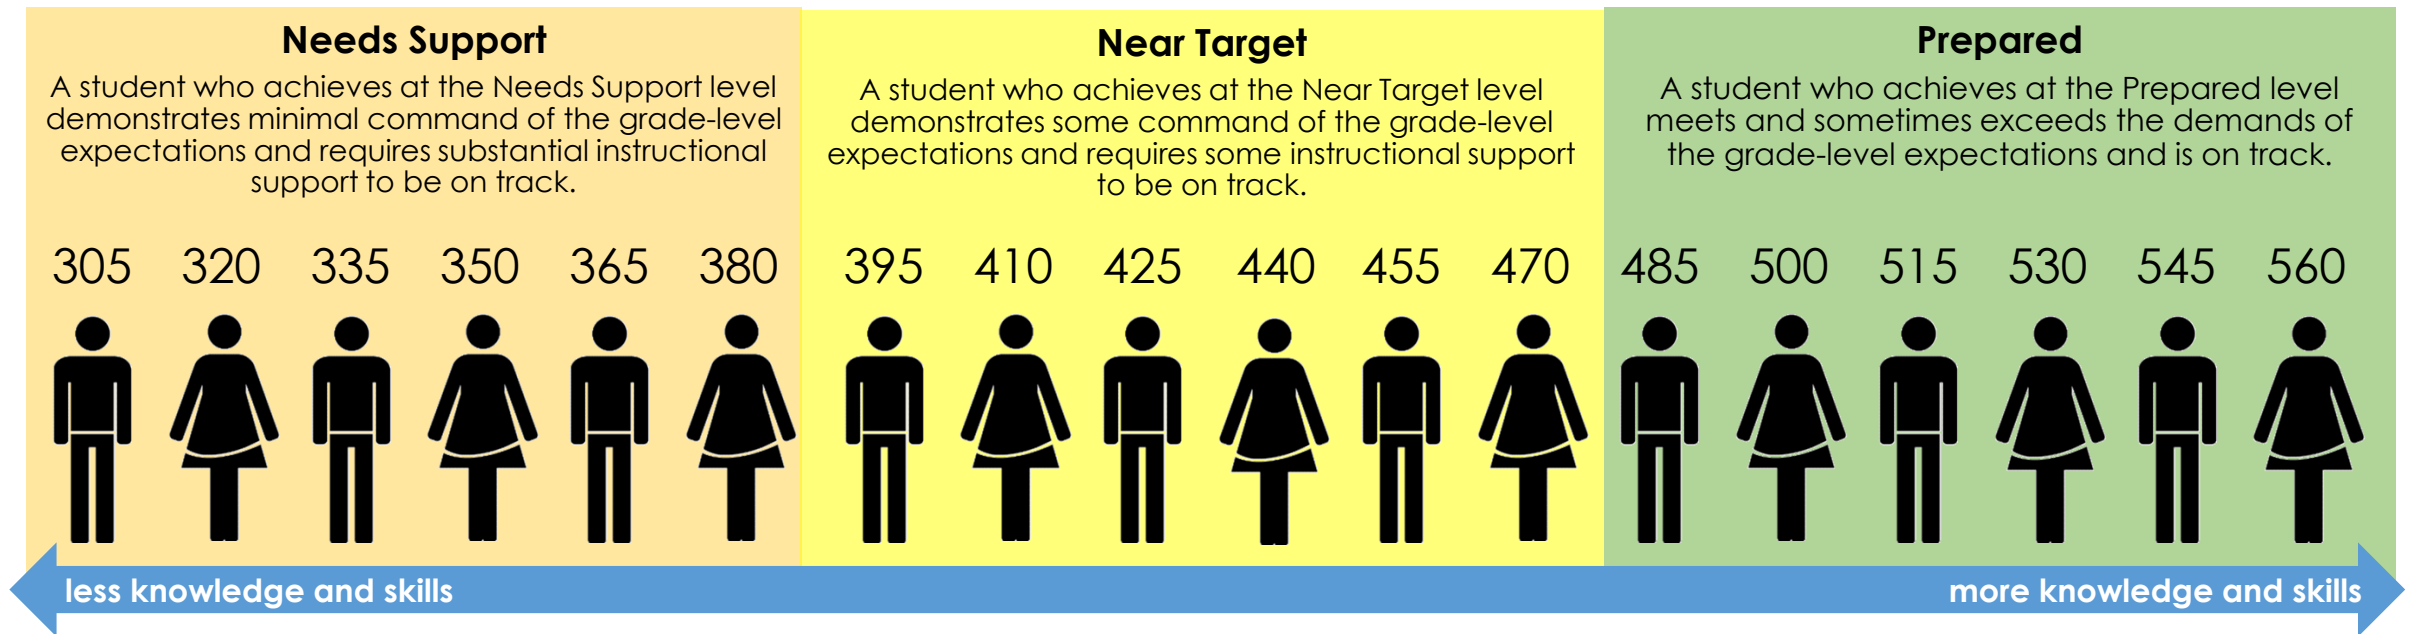 Needs Support
A student who achieves at the Needs Support level
demonstrates minimal command of the grade-level
expectations and requires substantial instructional
support to be on track.
305 320 335 350 365 380
Near Target
A student who achieves at the Near Target level
demonstrates some command of the grade-level
expectations and requires some instructional support
to be on track.
395 410 425 440 455 470
Prepared
A student who achieves at the Prepared level
meets and sometimes exceeds the demands of
the grade-level expectations and is on track.
485 500 515 530 545 560
less knowledge and skills
more knowledge and skills